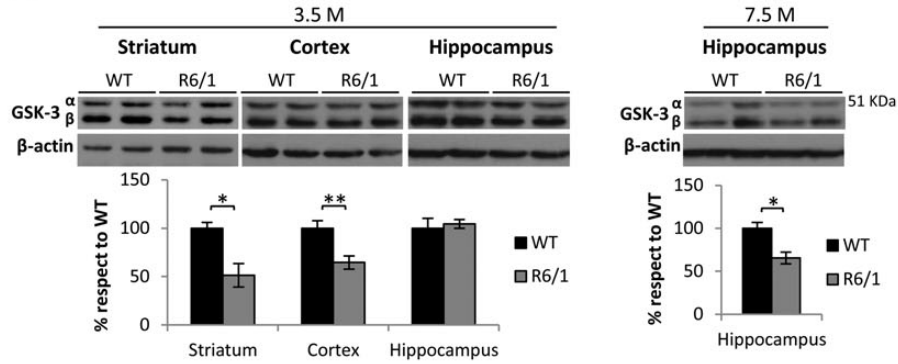 3.5 M
Striatum Cortex Hippocampus
WT R6/1 WT R6/1 WT R6/1
GSK-3 α
β
β-actin
% respect to WT
150
100
50
0
* **
WT
R6/1
Striatum Cortex Hippocampus
7.5 M
Hippocampus
WT R6/1
GSK-3 α
β
51 KDa
β-actin
% respect to WT
150
100
50
0
*
WT
R6/1
Hippocampus